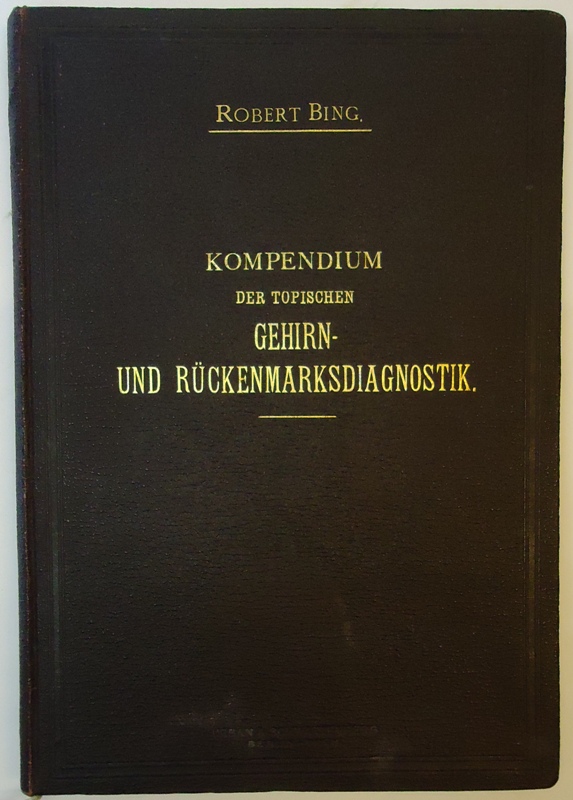 ROBERT BING.
KOMPENDIUM
DER TOPISCHEN
GEHIRN-
UND RÜCKENMARKSDIAGNOSTIK.